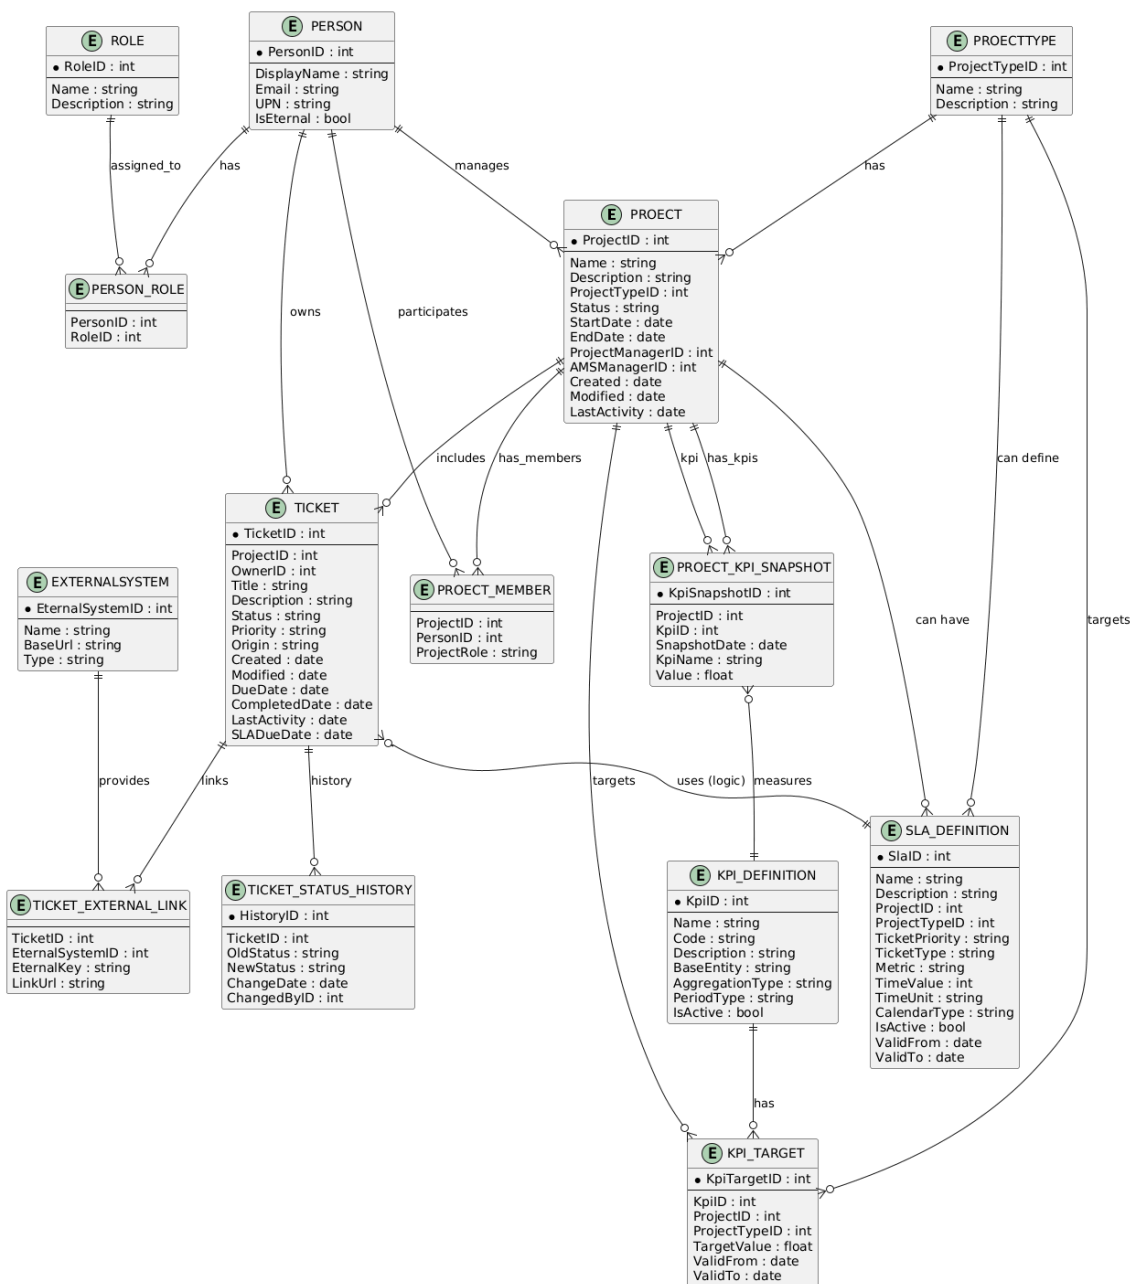 E ROLE
* RoleID : int
Name : string
Description : string
E PERSON
* PersonID : int
DisplayName : string
Email : string
UPN : string
IsEternal : bool
E PROECTTYPE
* ProjectTypeID : int
Name : string
Description : string
assigned_to
has
manages
has
E PROECT
* ProjectID : int
Name : string
Description : string
ProjectTypeID : int
Status : string
StartDate : date
EndDate : date
ProjectManagerID : int
AMSManagerID : int
Created : date
Modified : date
LastActivity : date
E PERSON_ROLE
PersonID : int
RoleID : int
owns
participates
includes
has_members
kpi
has_kpis
can define
E TICKET
* TicketID : int
ProjectID : int
OwnerID : int
Title : string
Description : string
Status : string
Priority : string
Origin : string
Created : date
Modified : date
DueDate : date
CompletedDate : date
LastActivity : date
SLADueDate : date
E EXTERNALSYSTEM
* EternalSystemID : int
Name : string
BaseUrl : string
Type : string
E PROECT_MEMBER
ProjectID : int
PersonID : int
ProjectRole : string
E PROECT_KPI_SNAPSHOT
* KpiSnapshotID : int
ProjectID : int
KpiID : int
SnapshotDate : date
KpiName : string
Value : float
can have
targets
provides
links
history
targets
uses (logic)
measures
E TICKET_EXTERNAL_LINK
TicketID : int
EternalSystemID : int
EternalKey : string
LinkUrl : string
E TICKET_STATUS_HISTORY
* HistoryID : int
TicketID : int
OldStatus : string
NewStatus : string
ChangeDate : date
ChangedByID : int
E KPI_DEFINITION
* KpiID : int
Name : string
Code : string
Description : string
BaseEntity : string
AggregationType : string
PeriodType : string
IsActive : bool
E SLA_DEFINITION
* SlaID : int
Name : string
Description : string
ProjectID : int
ProjectTypeID : int
TicketPriority : string
TicketType : string
Metric : string
TimeValue : int
TimeUnit : string
CalendarType : string
IsActive : bool
ValidFrom : date
ValidTo : date
has
E KPI_TARGET
* KpiTargetID : int
KpiID : int
ProjectID : int
ProjectTypeID : int
TargetValue : float
ValidFrom : date
ValidTo : date